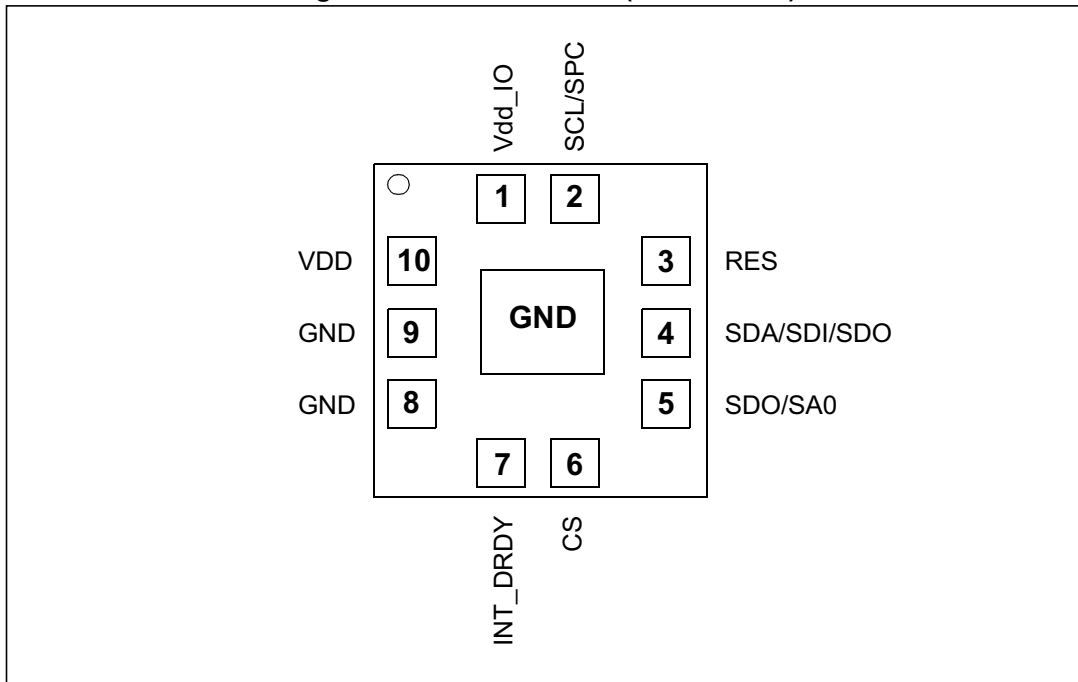 Vdd_IO
SCL/SPC
1
2
VDD
10
3
RES
GND
9
GND
4
SDA/SDI/SDO
GND
8
5
SDO/SA0
7
6
INT_DRDY
CS